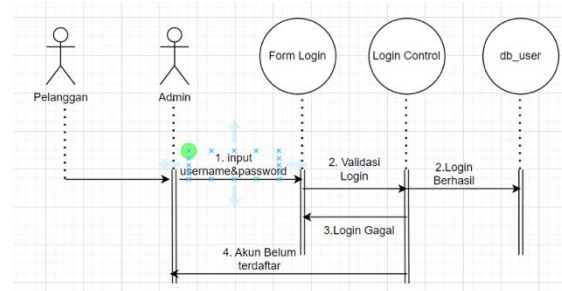 Pelanggan
Admin
Form Login
Login Control
db_user
1. input
username&password
2. Validasi
Login
2.Login
Berhasil
3.Login Gagal
4. Akun Belum
terdaftar